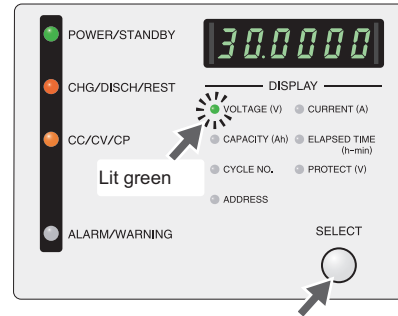 POWER/STANDBY
30.0000
CHG/DISCH/REST
DISPLAY
VOLTAGE (V)
CURRENT (A)
CC/CV/CP
CAPACITY (Ah)
ELAPSED TIME
(h-min)
Lit green
CYCLE NO.
PROTECT (V)
ADDRESS
ALARM/WARNING
SELECT